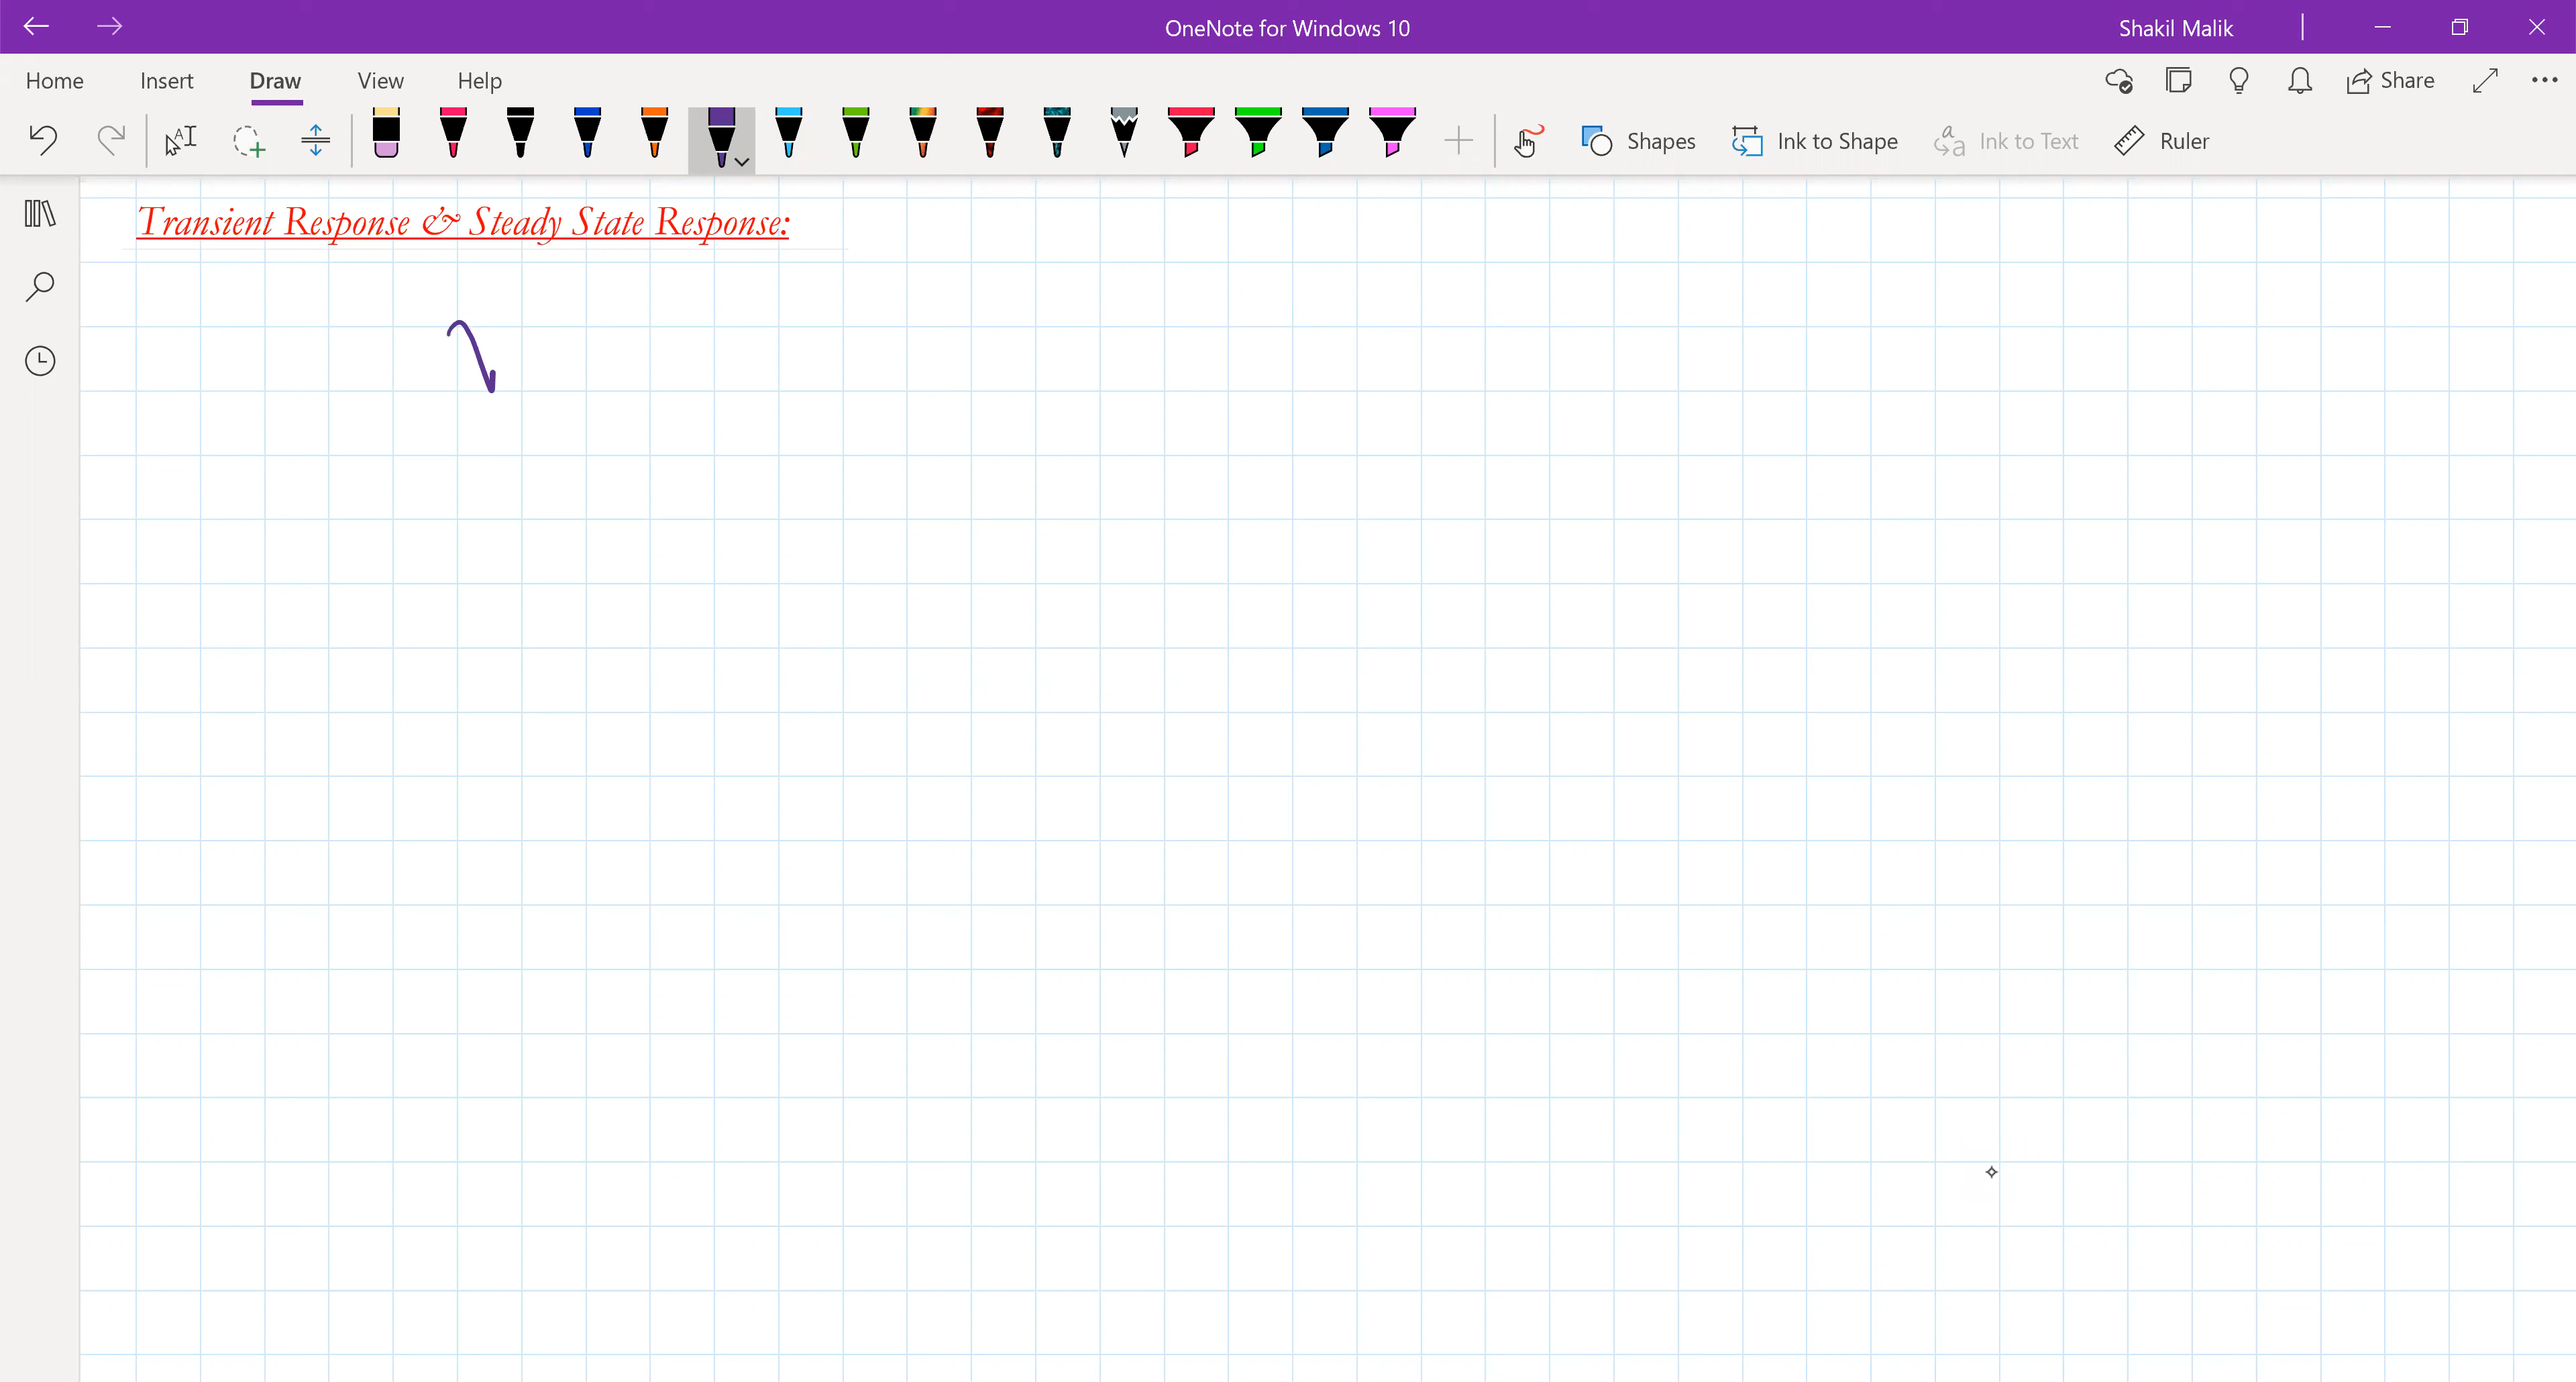 OneNote for Windows 10
Shakil Malik
Home Insert Draw View Help
Share
Shapes Ink to Shape Ink to Text Ruler
Transient Response & Steady State Response: